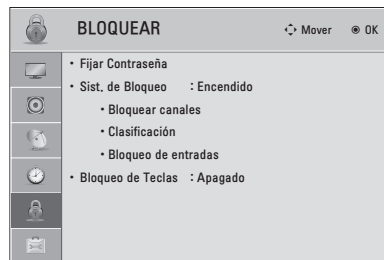 BLOQUEAR Mover OK
• Fijar Contraseña
• Sist. de Bloqueo : Encendido
• Bloquear canales
• Clasificación
• Bloqueo de entradas
• Bloqueo de Teclas : Apagado